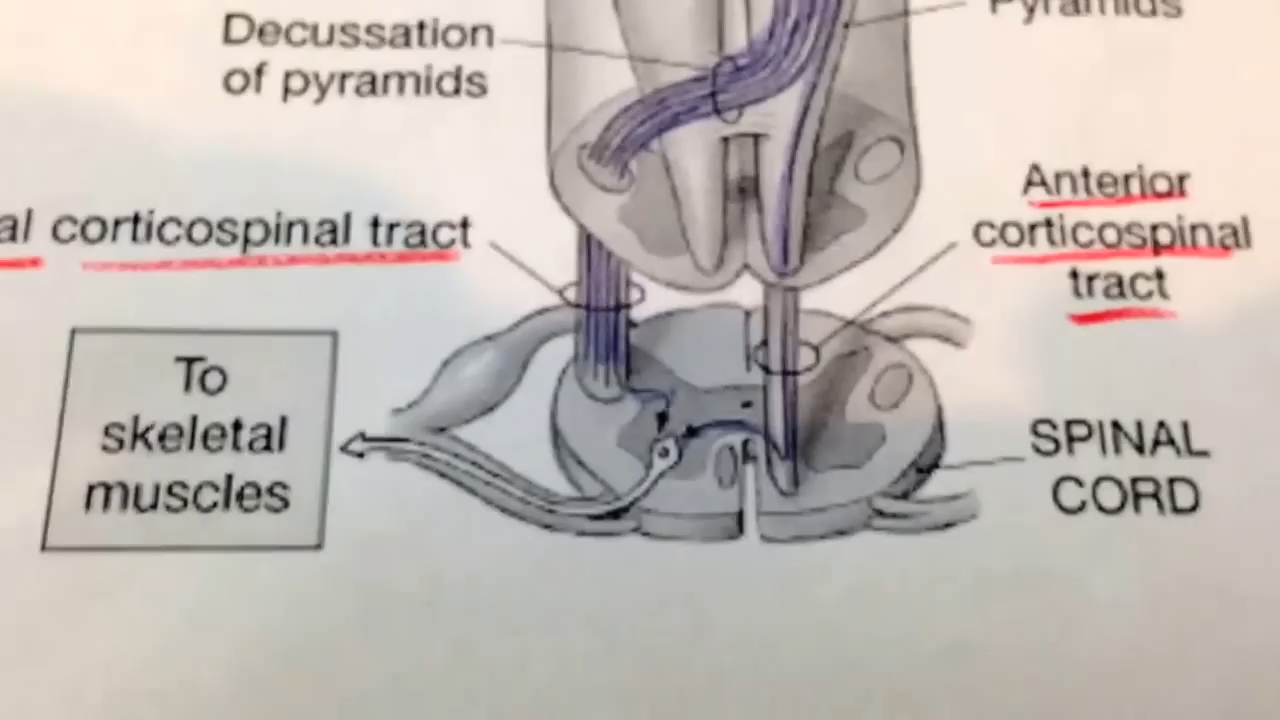 Pyramids
Decussation
of pyramids
al corticospinal tract
Anterior
corticospinal
tract
To
skeletal
muscles
SPINAL
CORD